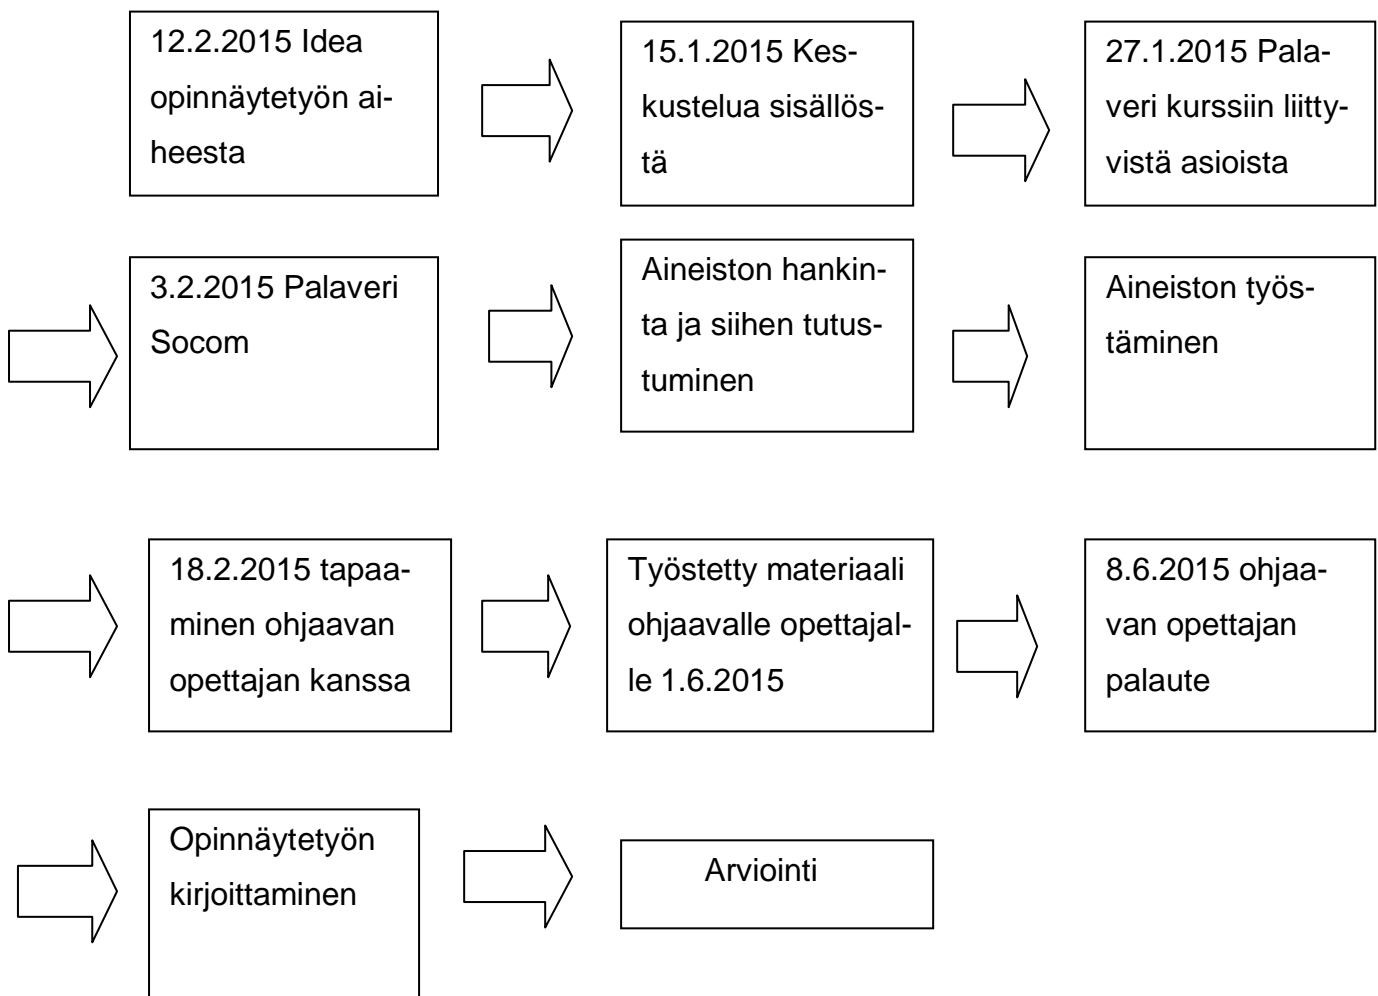 12.2.2015 Idea
opinnäytetyön ai-
heesta
15.1.2015 Kes-
kustelua sisällös-
tä
27.1.2015 Pala-
veri kurssiin liitty-
vistä asioista
3.2.2015 Palaveri
Socom
Aineiston hankin-
ta ja siihen tutus-
tuminen
Aineiston työs-
täminen
18.2.2015 tapaa-
minen ohjaavan
opettajan kanssa
Työstetty materiaali
ohjaavalle opettajal-
le 1.6.2015
8.6.2015 ohjaa-
van opettajan
palaute
Opinnäytetyön
kirjoittaminen
Arviointi